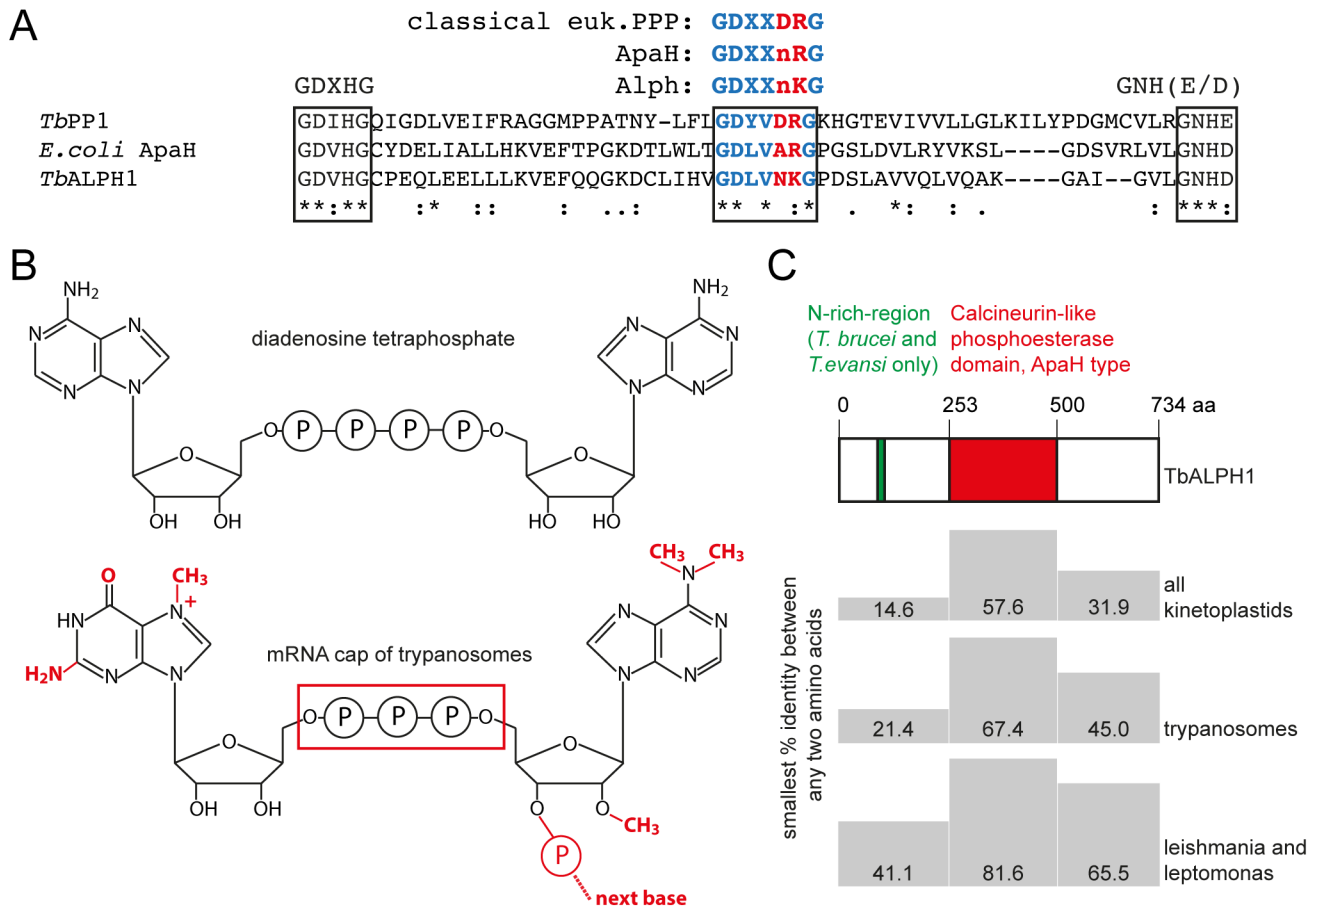 A
classical euk.PPP: GDXXDRG
ApaH: GDXXnRG
GDXHG Alph: GDXXnKG GNH(E/D)
TbPP1 GDIHGQIGDLVEIFRAGGMPPATNY-LFLGDYVDRGKHGTEVIVVLLGLKILYPDGMCVLRGNHE
E.coli ApaH GDVHGCYDELIALLHKVEFTPGKDTLWLTGDLVARGPGSLDVLRYVKSL----GDSVRLVLGNHD
TbALPH1 GDVHGCPEQLEELLLKVEFQQGKDCLIHVGDLVNKGPDSLAVVQLVQAK----GAI--GVLGNHD
**:** :* :: : ..: ** * :* . *: : . : ***:
B
NH2 NH2
N N N N
diadenosine tetraphosphate
N N N N
O P P P P O
O O
OH OH HO HO
CH3 CH3
O CH3 N
HN N + N N
mRNA cap of trypanosomes
H2N N N N N
O P P P O
O O
OH OH O O CH3
P
next base
C
N-rich-region
(T. brucei and
T.evansi only)
Calcineurin-like
phosphoesterase
domain, ApaH type
0 253 500 734 aa
TbALPH1
smallest % identity between
any two amino acids
14.6 57.6 31.9
all
kinetoplastids
21.4 67.4 45.0 trypanosomes
41.1 81.6 65.5
leishmania and
leptomonas